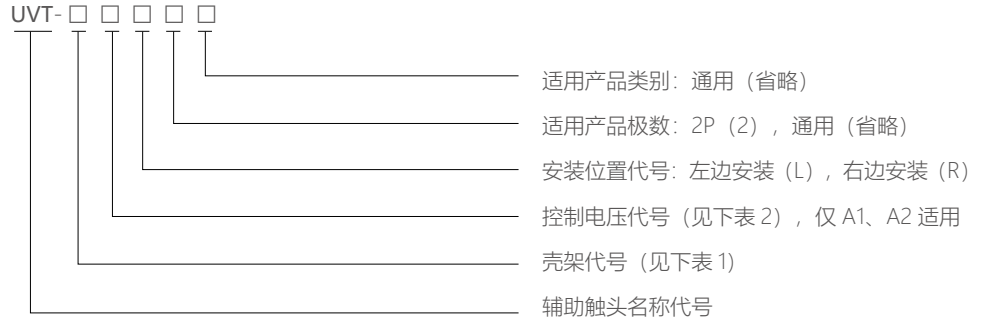 UVT-□ □ □ □ □
适用产品类别：通用（省略）
适用产品极数：2P（2），通用（省略）
安装位置代号：左边安装（L），右边安装（R）
控制电压代号（见下表 2），仅 A1、A2 适用
壳架代号（见下表 1）
辅助触头名称代号